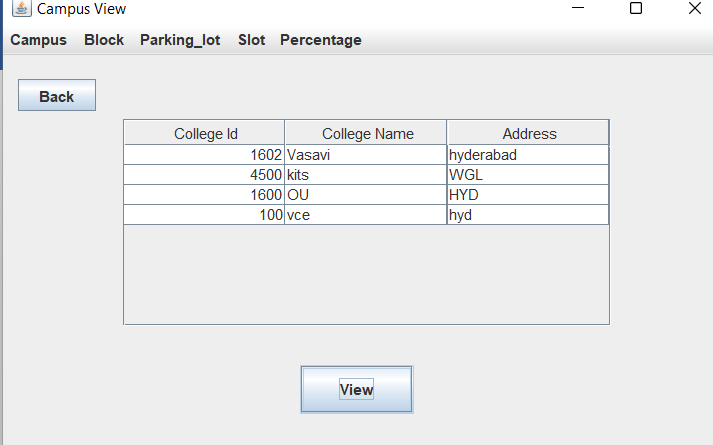 Campus View
Campus Block Parking_lot Slot Percentage
Back
College Id College Name Address
1602 Vasavi hyderabad
4500 kits WGL
1600 OU HYD
100 vce hyd
View